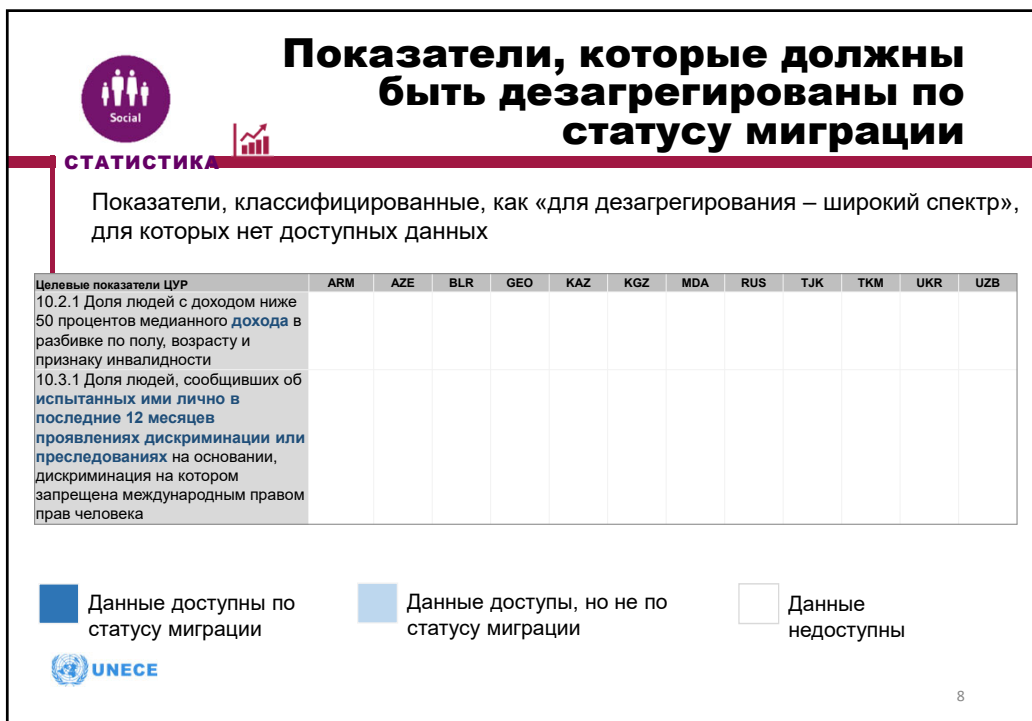 Показатели, которые должны
быть дезагрегированы по
статусу миграции
Social
СТАТИСТИКА
Показатели, классифицированные, как «для дезагрегирования – широкий спектр»,
для которых нет доступных данных
Целевые показатели ЦУР ARM AZE BLR GEO KAZ KGZ MDA RUS TJK TKM UKR UZB
10.2.1 Доля людей с доходом ниже
50 процентов медианного дохода в
разбивке по полу, возрасту и
признаку инвалидности
10.3.1 Доля людей, сообщивших об
испытанных ими лично в
последние 12 месяцев
проявлениях дискриминации или
преследованиях на основании,
дискриминация на котором
запрещена международным правом
прав человека
Данные доступны по
статусу миграции
Данные доступы, но не по
статусу миграции
Данные
недоступны
UNECE
8